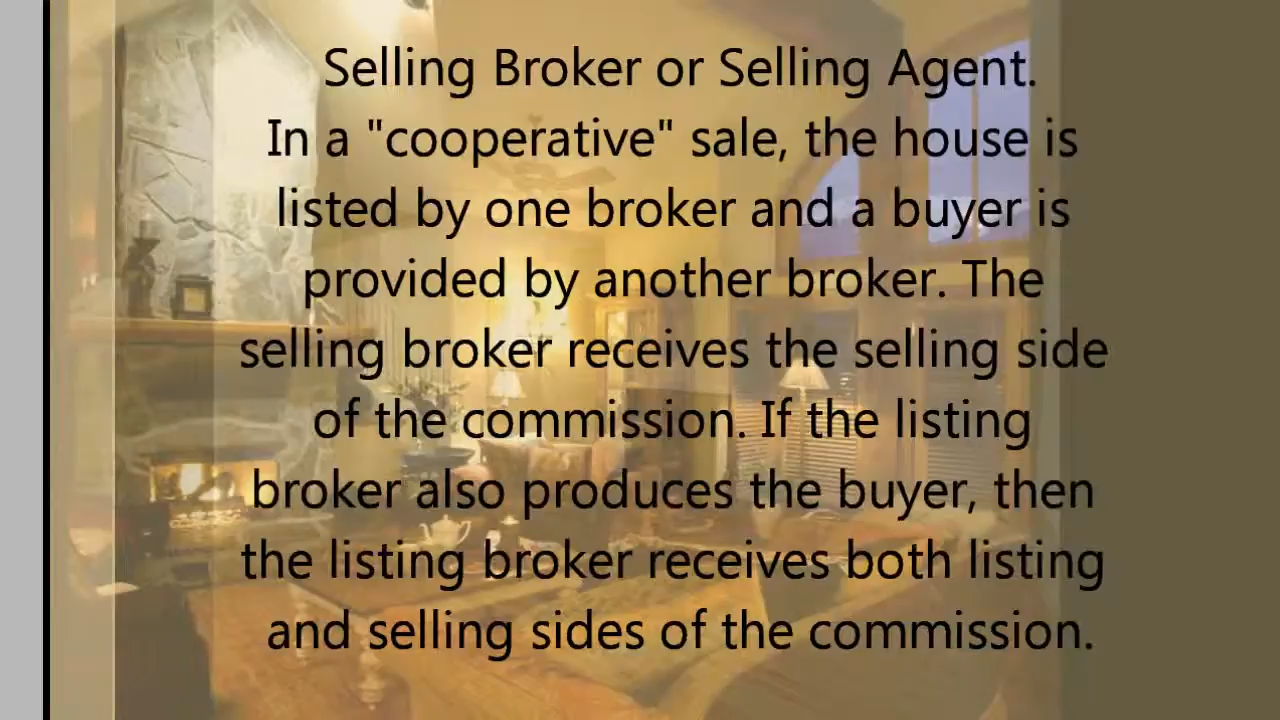 Selling Broker or Selling Agent.
In a "cooperative" sale, the house is
listed by one broker and a buyer is
provided by another broker. The
selling broker receives the selling side
of the commission. If the listing
broker also produces the buyer, then
the listing broker receives both listing
and selling sides of the commission.